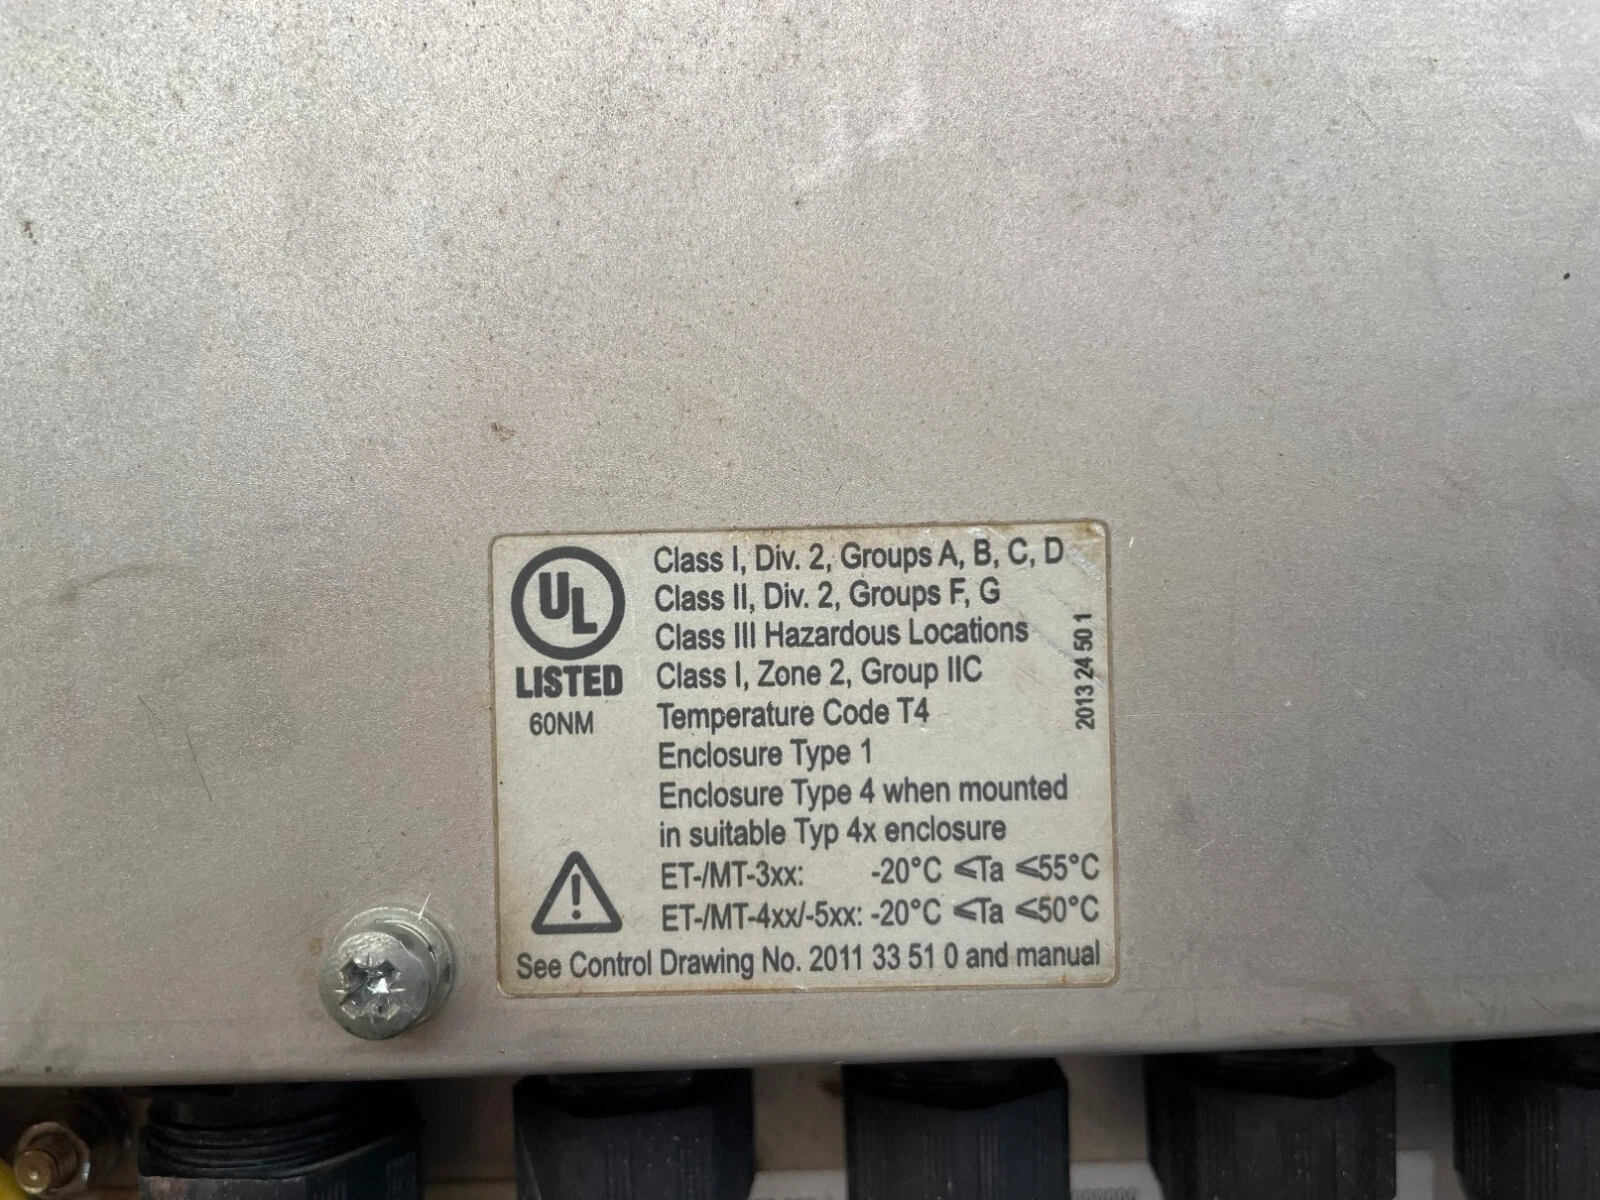 UL
LISTED
60NM
Class I, Div. 2, Groups A, B, C, D
Class II, Div. 2, Groups F, G
Class III Hazardous Locations
Class I, Zone 2, Group IIC
Temperature Code T4
Enclosure Type 1
Enclosure Type 4 when mounted
in suitable Typ 4x enclosure
ET-/MT-3xx: -20°C ≤Ta ≤55°C
ET-/MT-4xx/-5xx: -20°C ≤Ta ≤50°C
See Control Drawing No. 2011 33 51 0 and manual
2013 24 50 1